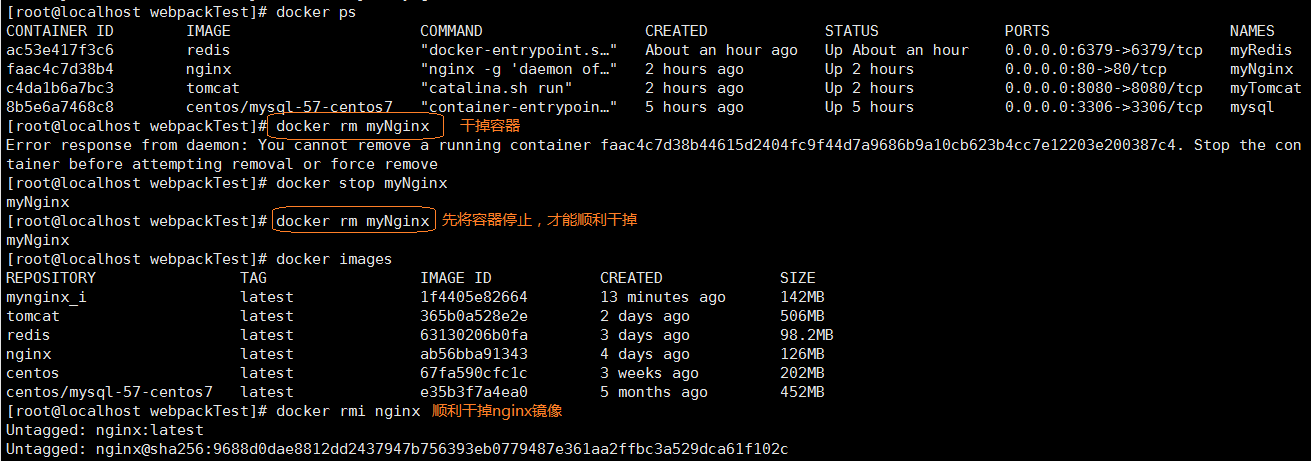 [root@localhost webpackTest]# docker ps
CONTAINER ID IMAGE COMMAND CREATED STATUS PORTS NAMES
ac53e417f3c6 redis "docker-entrypoint.s…" About an hour ago Up About an hour 0.0.0.0:6379->6379/tcp myRedis
faac4c7d38b4 nginx "nginx -g 'daemon of…" 2 hours ago Up 2 hours 0.0.0.0:80->80/tcp myNginx
c4da1b6a7bc3 tomcat "catalina.sh run" 2 hours ago Up 2 hours 0.0.0.0:8080->8080/tcp myTomcat
8b5e6a7468c8 centos/mysql-57-centos7 "container-entrypoin…" 5 hours ago Up 5 hours 0.0.0.0:3306->3306/tcp mysql
[root@localhost webpackTest]# docker rm myNginx 干掉容器
Error response from daemon: You cannot remove a running container faac4c7d38b44615d2404fc9f44d7a9686b9a10cb623b4cc7e12203e200387c4. Stop the con
tainer before attempting removal or force remove
[root@localhost webpackTest]# docker stop myNginx
myNginx
[root@localhost webpackTest]# docker rm myNginx 先将容器停止，才能顺利干掉
myNginx
[root@localhost webpackTest]# docker images
REPOSITORY TAG IMAGE ID CREATED SIZE
mynginx_i latest 1f4405e82664 13 minutes ago 142MB
tomcat latest 365b0a528e2e 2 days ago 506MB
redis latest 63130206b0fa 3 days ago 98.2MB
nginx latest ab56bba91343 4 days ago 126MB
centos latest 67fa590cfc1c 3 weeks ago 202MB
centos/mysql-57-centos7 latest e35b3f7a4ea0 5 months ago 452MB
[root@localhost webpackTest]# docker rmi nginx 顺利干掉nginx镜像
Untagged: nginx:latest
Untagged: nginx@sha256:9688d0dae8812dd2437947b756393eb0779487e361aa2ffbc3a529dca61f102c